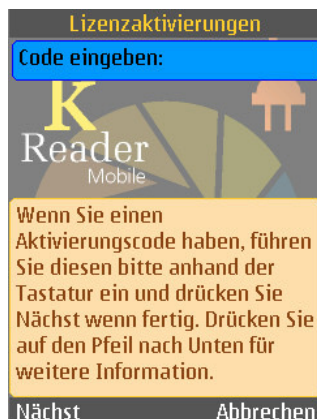 Lizenzaktivierungen
Code eingeben:
K
Reader
Mobile
Wenn Sie einen
Aktivierungscode haben, führen
Sie diesen bitte anhand der
Tastatur ein und drücken Sie
Nächst wenn fertig. Drücken Sie
auf den Pfeil nach Unten für
weitere Information.
Nächst Abbrechen